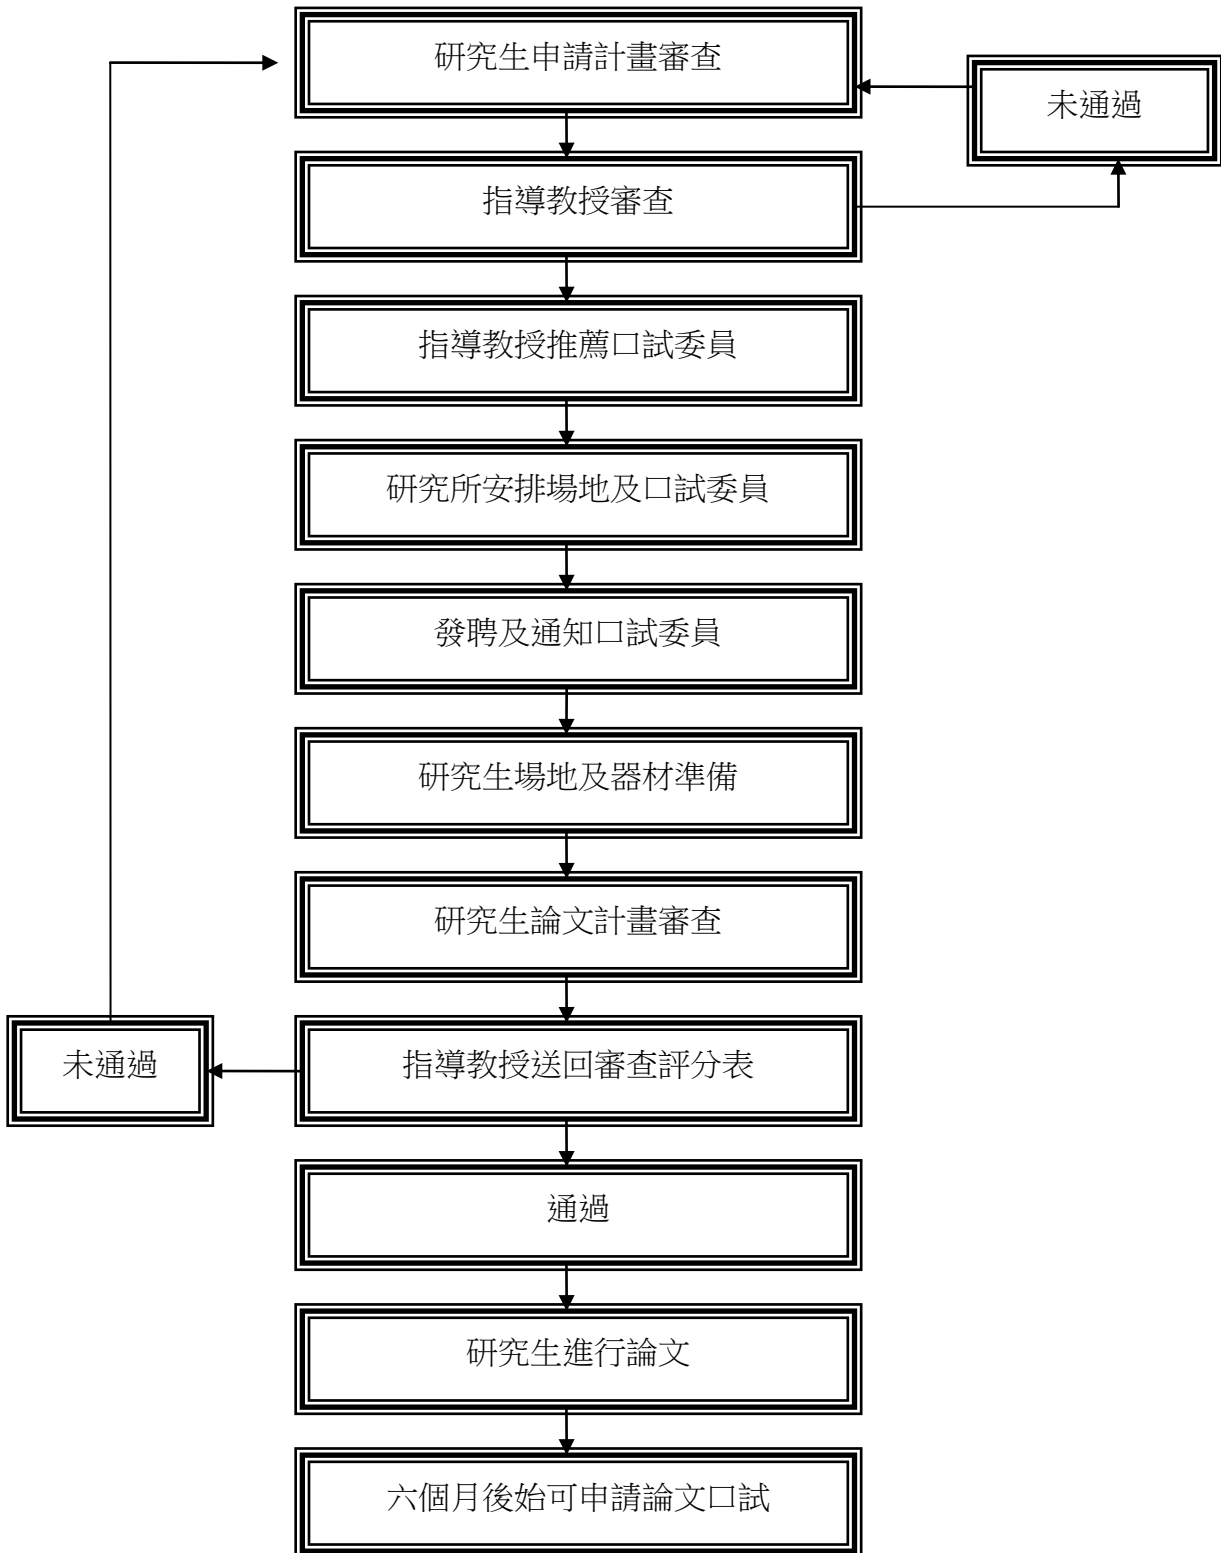 研究生申請計畫審查
未通過
指導教授審查
指導教授推薦口試委員
研究所安排場地及口試委員
發聘及通知口試委員
研究生場地及器材準備
研究生論文計畫審查
未通過
指導教授送回審查評分表
通過
研究生進行論文
六個月後始可申請論文口試